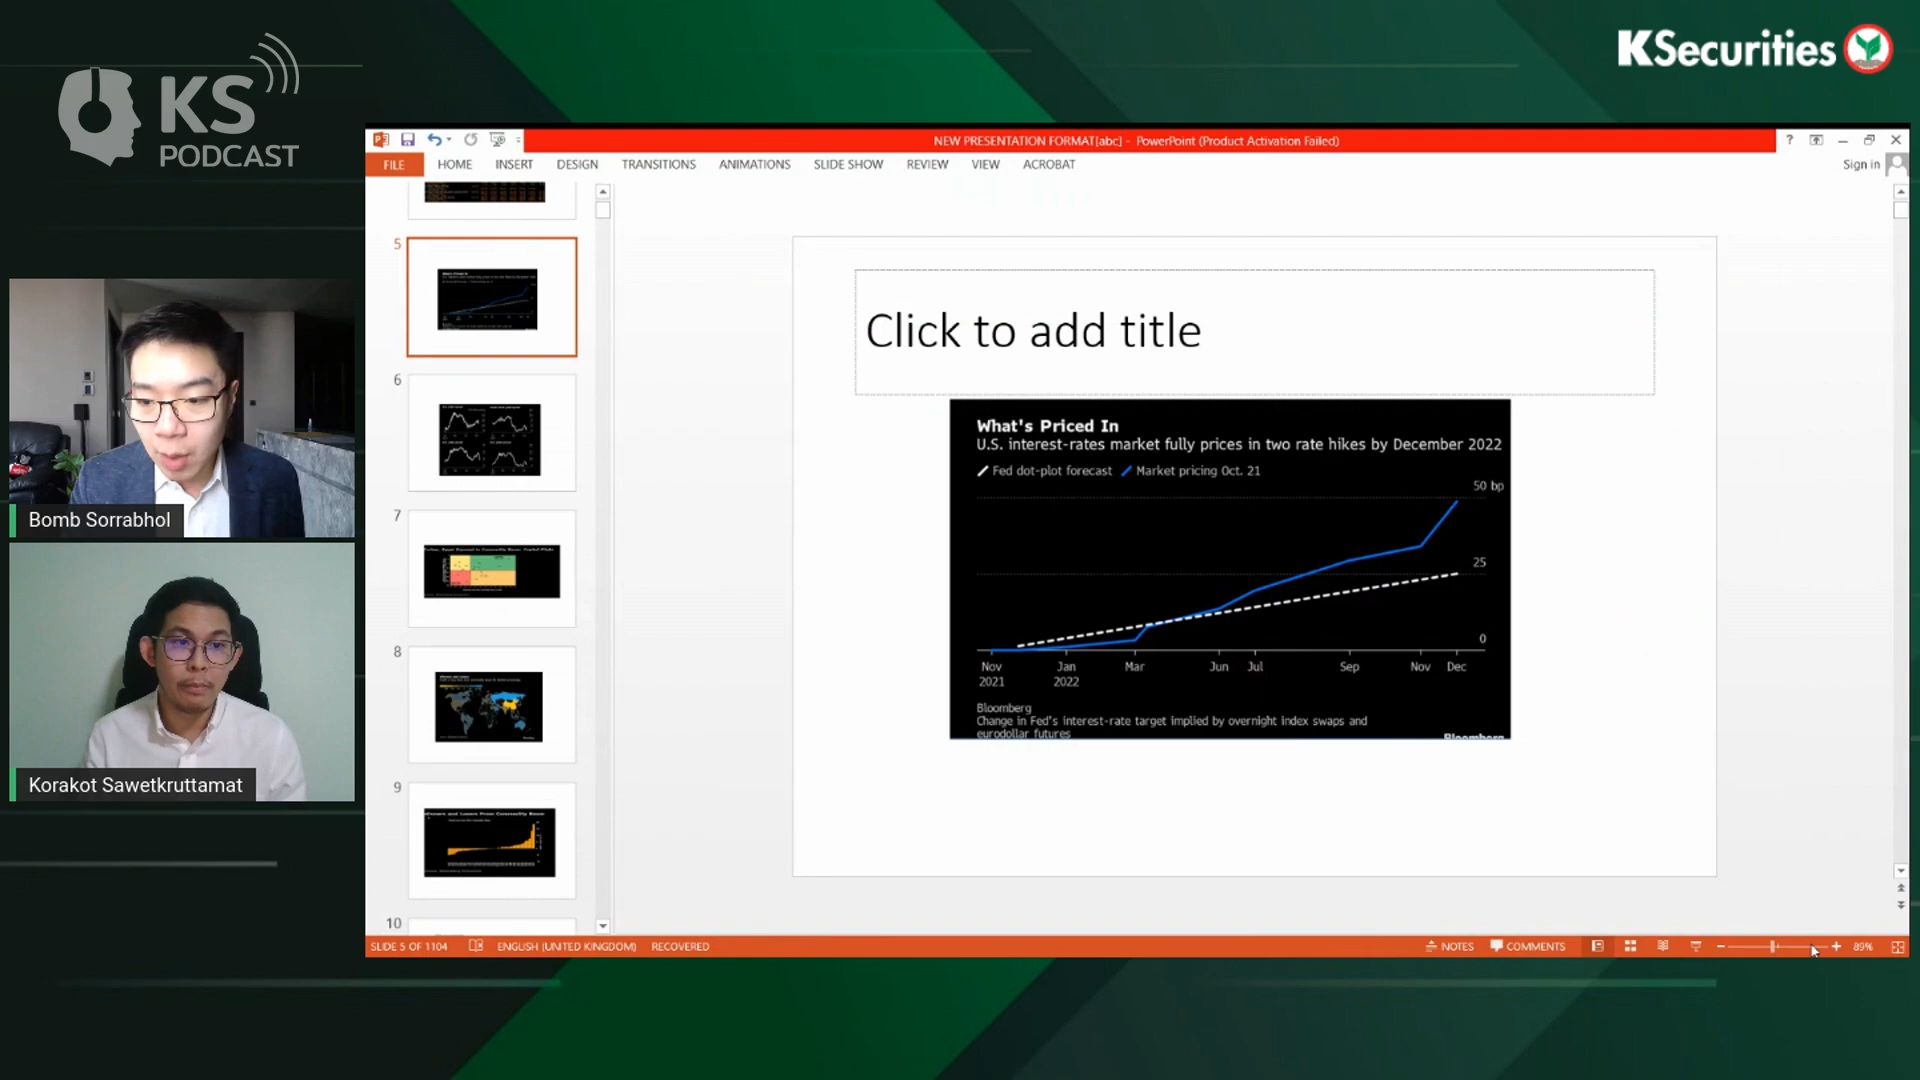 KS
PODCAST
KSecurities
NEW PRESENTATION FORMAT[abc] - PowerPoint (Product Activation Failed)
?
FILE HOME INSERT DESIGN TRANSITIONS ANIMATIONS SLIDE SHOW REVIEW VIEW ACROBAT
Sign in
5
6
7
8
9
10
Click to add title
What's Priced In
U.S. interest-rates market fully prices in two rate hikes by December 2022
Fed dot-plot forecast Market pricing Oct. 21
50 bp
25
0
Nov Jan Mar Jun Jul Sep Nov Dec
2021 2022
Bloomberg
Change in Fed's interest-rate target implied by overnight index swaps and
eurodollar futures
Bloomberg
Bomb Sorrabhol
Korakot Sawetkruttamat
SLIDE 5 OF 1104 ENGLISH (UNITED KINGDOM) RECOVERED
NOTES COMMENTS 89%